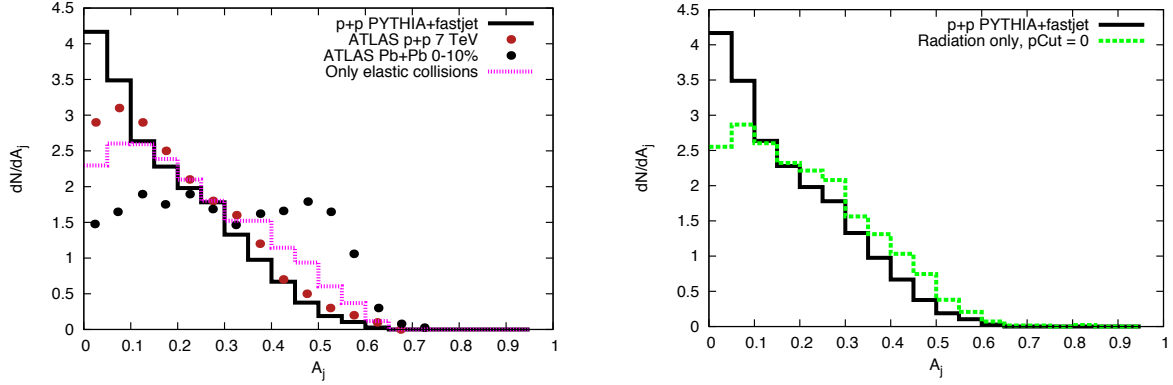 p+p PYTHIA+fastjet
ATLAS p+p 7 TeV
ATLAS Pb+Pb 0-10%
Only elastic collisions
dN/dAj
4.5
4
3.5
3
2.5
2
1.5
1
0.5
0
0 0.1 0.2 0.3 0.4 0.5 0.6 0.7 0.8 0.9 1
Aj
p+p PYTHIA+fastjet
Radiation only, pCut = 0
dN/dAj
4.5
4
3.5
3
2.5
2
1.5
1
0.5
0
0 0.1 0.2 0.3 0.4 0.5 0.6 0.7 0.8 0.9 1
Aj